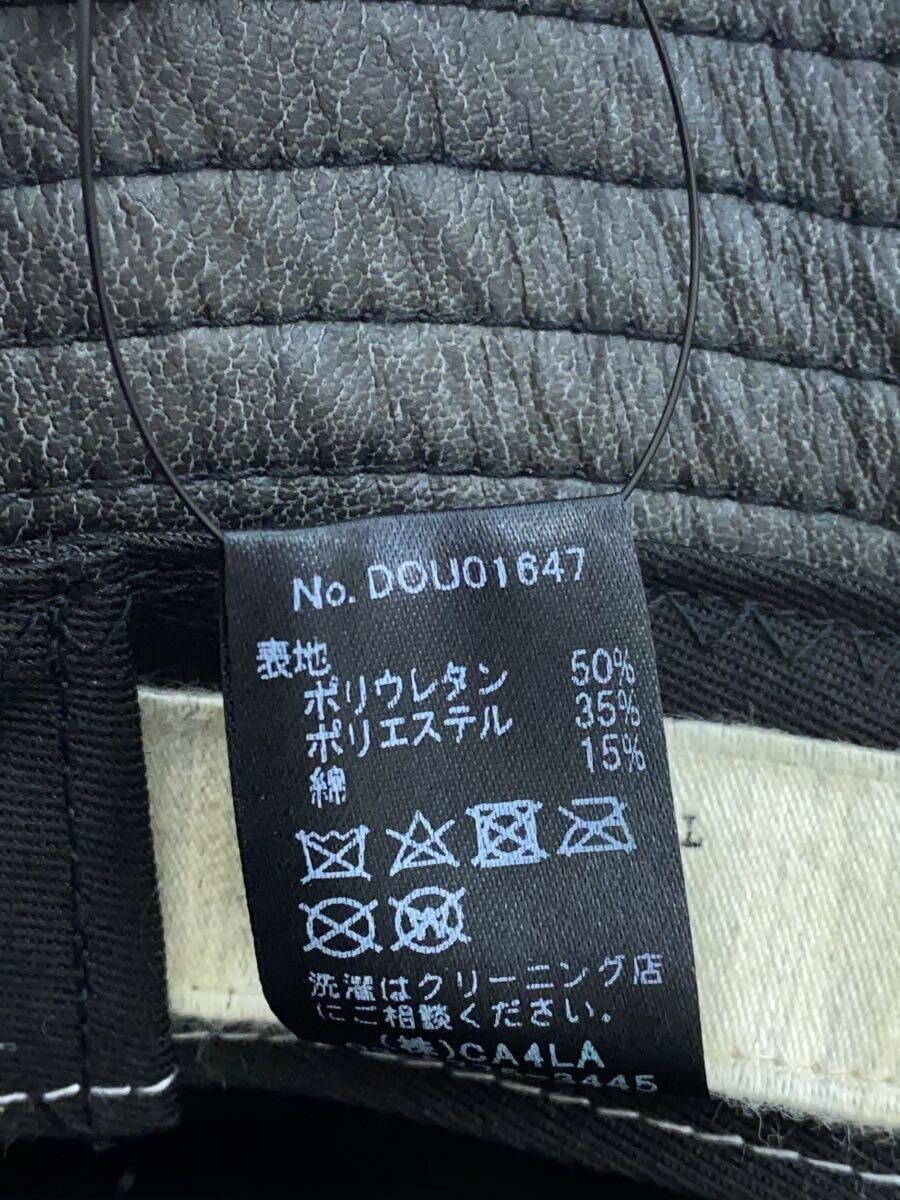 No.DOU01647
表地
ポリウレタン 50%
ポリエステル 35%
綿 15%
洗濯はクリーニング店
にご相談ください。
(株)CA4LA
3445
L